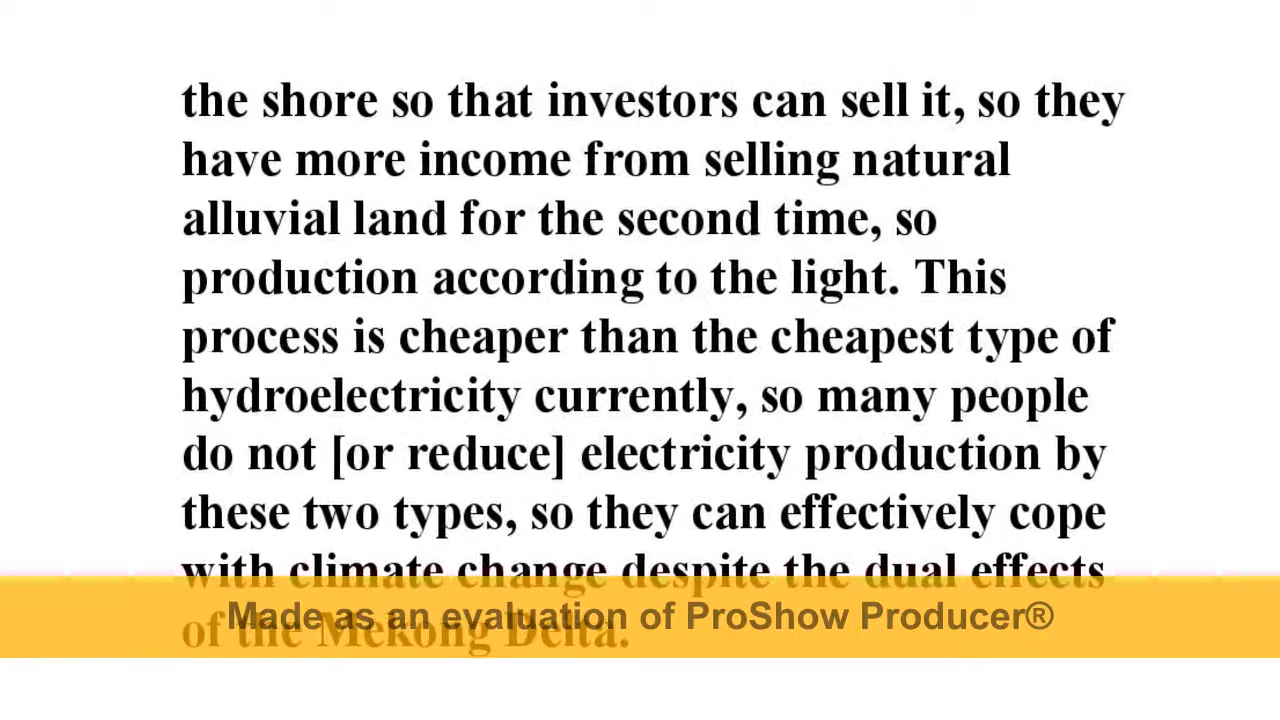 the shore so that investors can sell it, so they
have more income from selling natural
alluvial land for the second time, so
production according to the light. This
process is cheaper than the cheapest type of
hydroelectricity currently, so many people
do not [or reduce] electricity production by
these two types, so they can effectively cope
with climate change despite the dual effects
Made as an evaluation of ProShow Producer®
of the Mekong Delta.